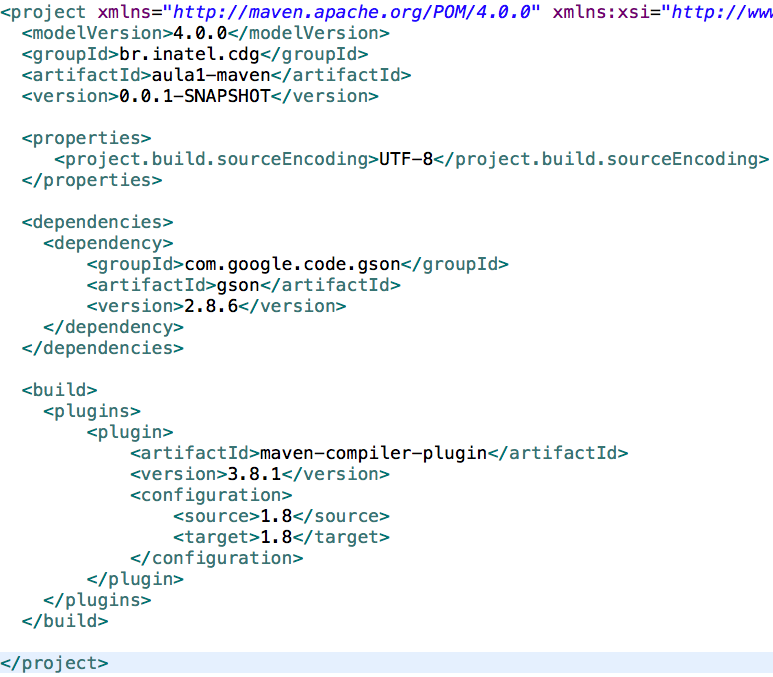 <project xmlns="http://maven.apache.org/POM/4.0.0" xmlns:xsi="http://www
<modelVersion>4.0.0</modelVersion>
<groupId>br.inatel.cdg</groupId>
<artifactId>aula1-maven</artifactId>
<version>0.0.1-SNAPSHOT</version>
<properties>
<project.build.sourceEncoding>UTF-8</project.build.sourceEncoding>
</properties>
<dependencies>
<dependency>
<groupId>com.google.code.gson</groupId>
<artifactId>gson</artifactId>
<version>2.8.6</version>
</dependency>
</dependencies>
<build>
<plugins>
<plugin>
<artifactId>maven-compiler-plugin</artifactId>
<version>3.8.1</version>
<configuration>
<source>1.8</source>
<target>1.8</target>
</configuration>
</plugin>
</plugins>
</build>
</project>